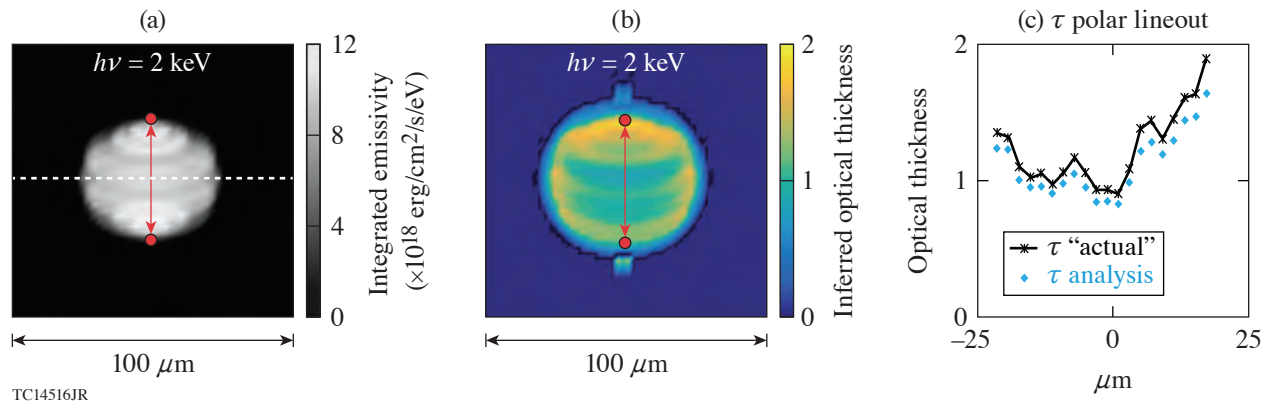 (a)
hν = 2 keV
12
8
4
0
Integrated emissivity
(×10¹⁸ erg/cm²/s/eV)
100 μm
(b)
hν = 2 keV
2
1
0
Inferred optical thickness
100 μm
(c) τ polar lineout
Optical thickness
2
1
0
τ “actual”
τ analysis
–25
0
25
μm
TC14516JR